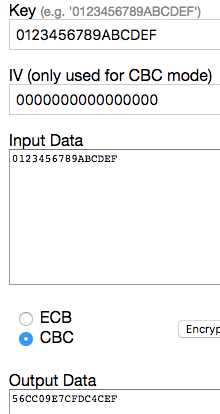 Key (e.g. '0123456789ABCDEF')
0123456789ABCDEF
IV (only used for CBC mode)
0000000000000000
Input Data
0123456789ABCDEF
ECB
CBC
Encryp
Output Data
56CC09E7CFDC4CEF